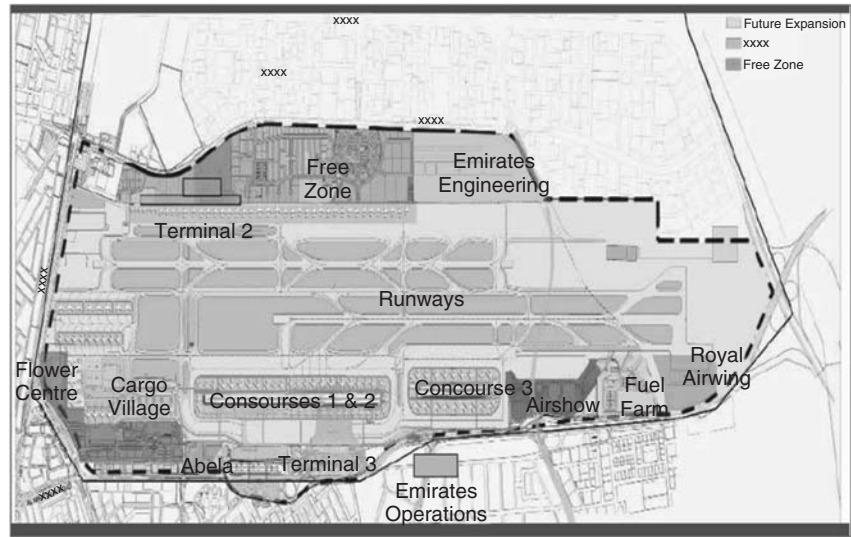 xxxx
Future Expansion
xxxx
Free Zone
xxxx
xxxx
Free
Zone
Emirates
Engineering
Terminal 2
xxxx
Runways
Flower
Centre
Cargo
Village
Consourses 1 & 2
Concourse 3
Airshow
Fuel
Farm
Royal
Airwing
Abela
Terminal 3
xxxx
Emirates
Operations